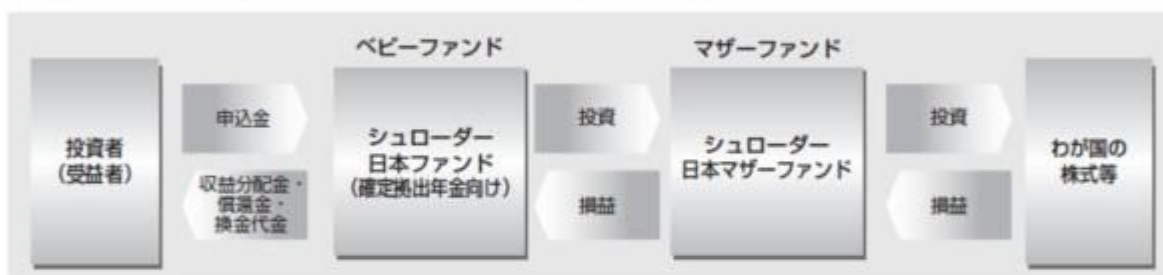 ベビーファンド
マザーファンド
投資者
（受益者）
申込金
収益分配金・
償還金・
換金代金
シュローダー
日本ファンド
（確定拠出年金向け）
投資
損益
シュローダー
日本マザーファンド
投資
損益
わが国の
株式等